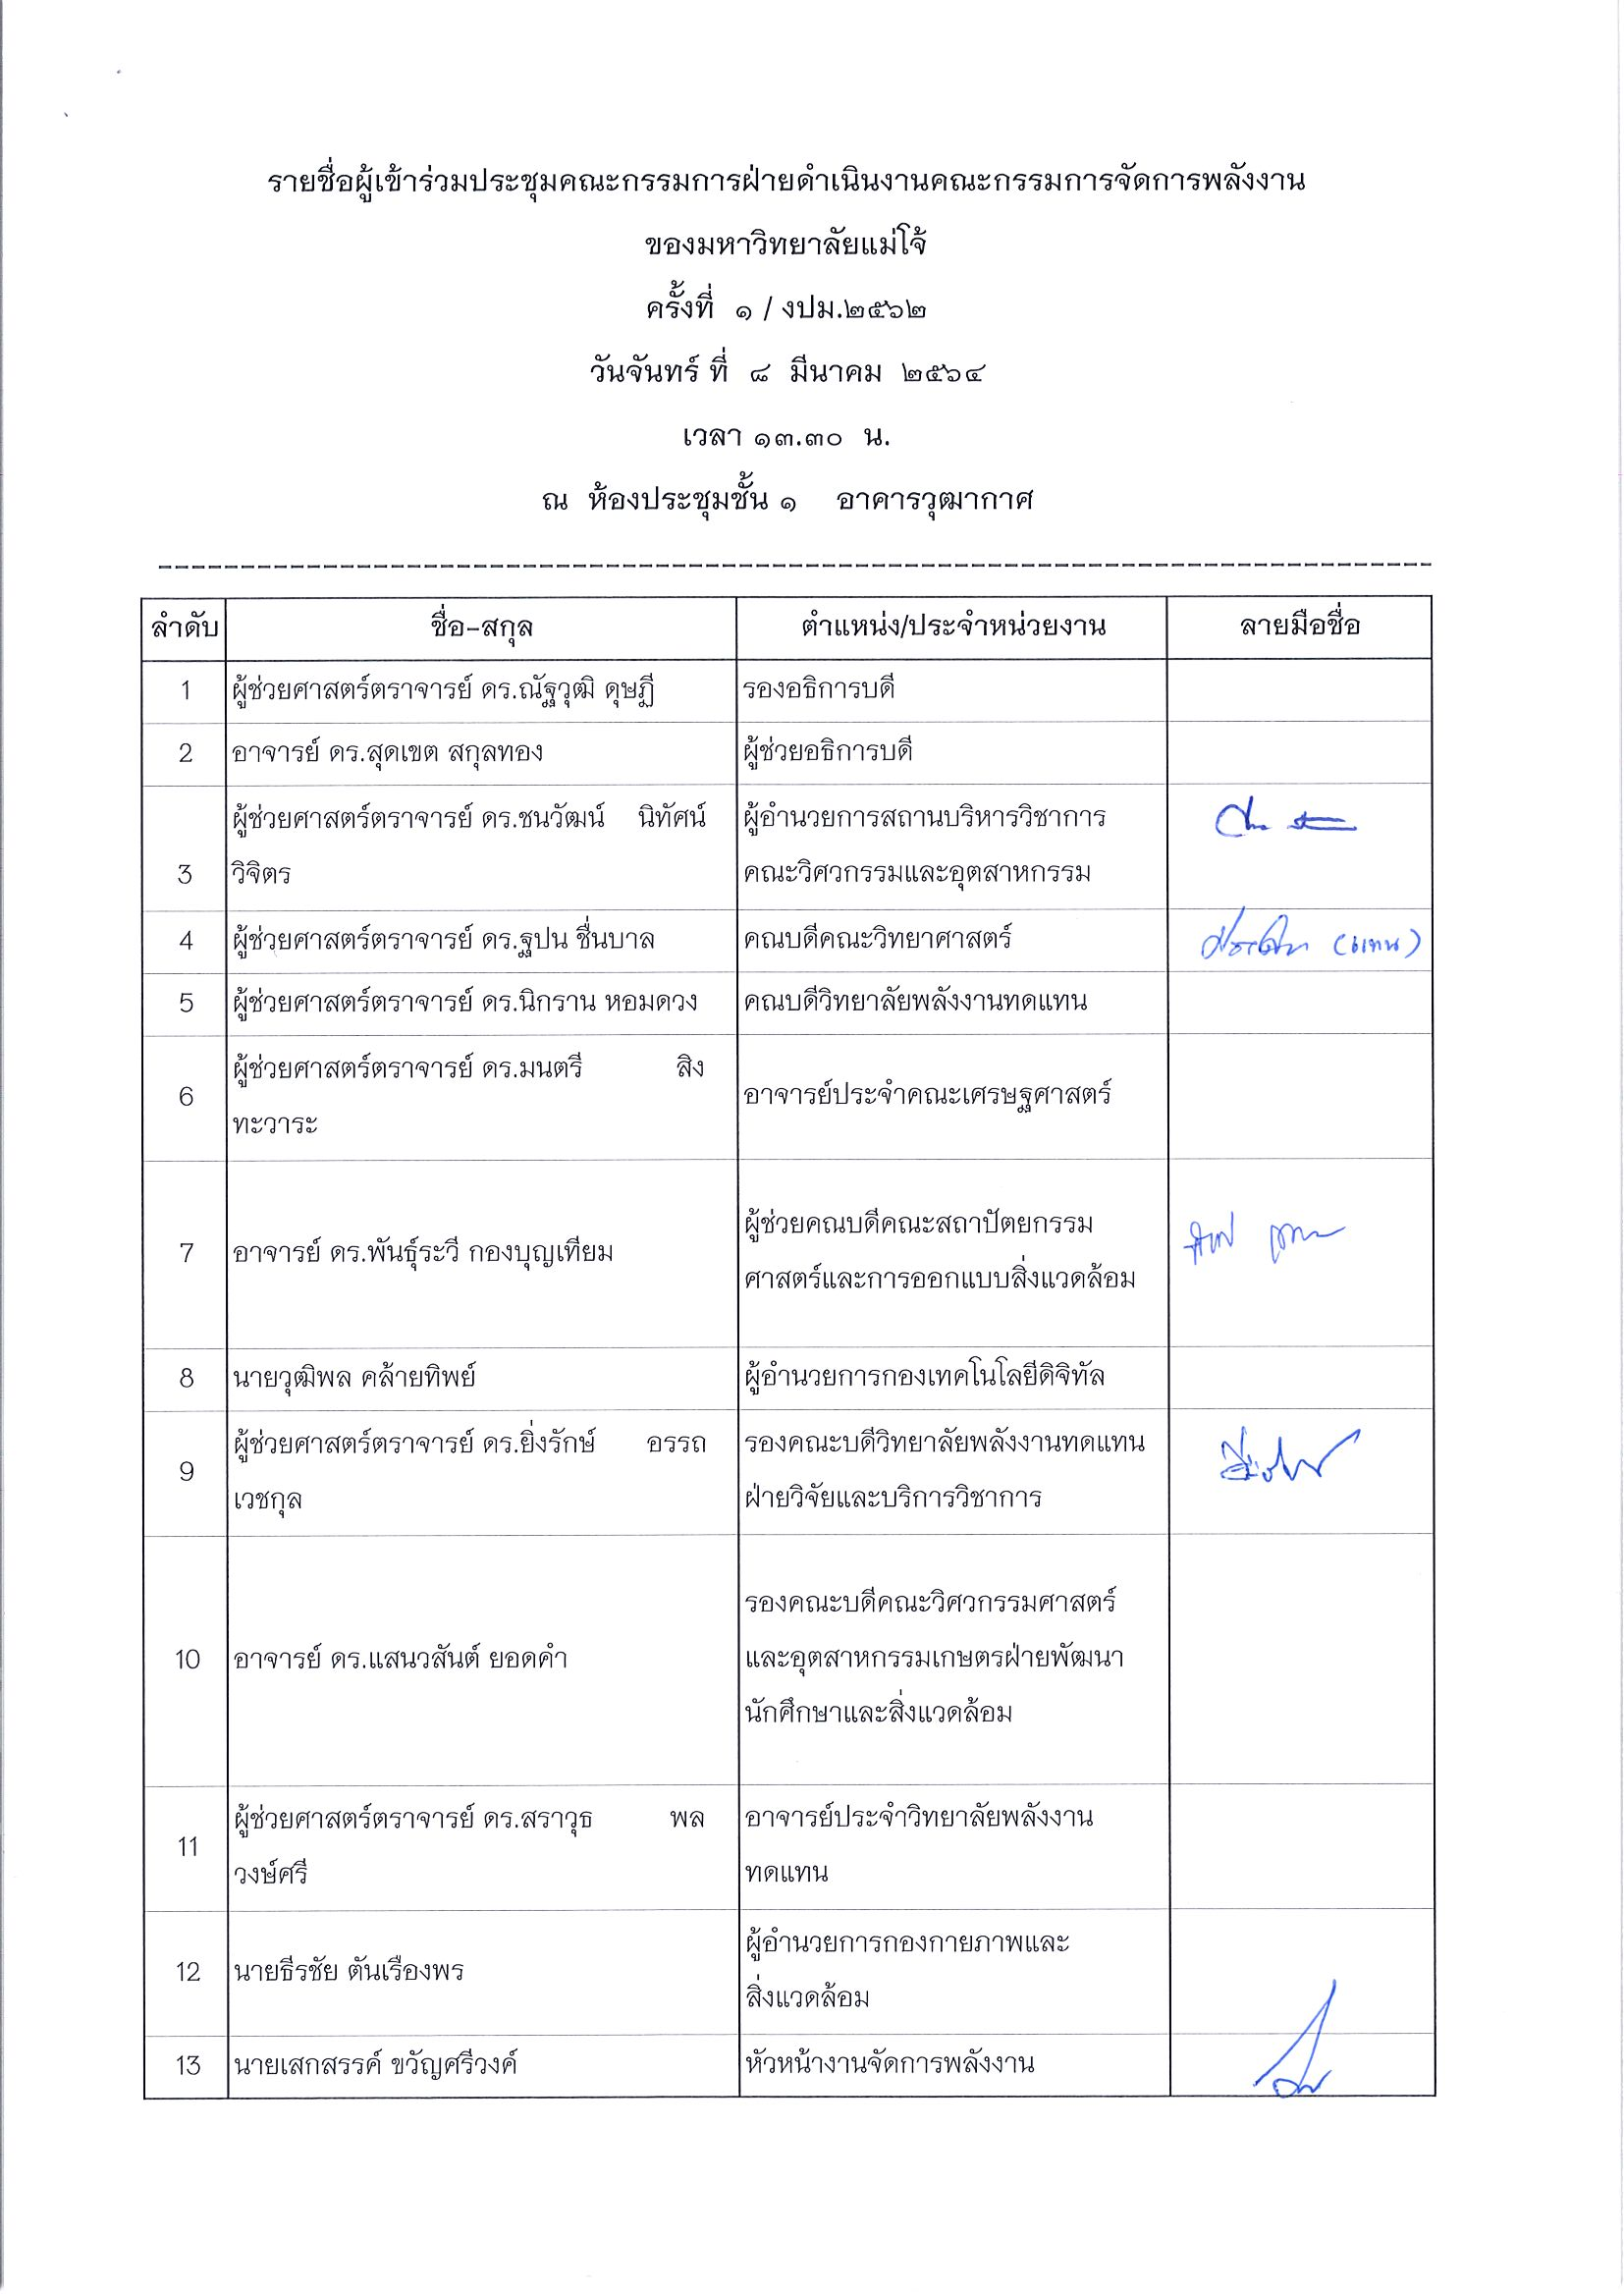 รายชื่อผู้เข้าร่วมประชุมคณะกรรมการฝ่ายดำเนินงานคณะกรรมการจัดการพลังงาน
ของมหาวิทยาลัยแม่โจ้
ครั้งที่ ๑ / งปม.๒๕๖๒
วันจันทร์ ที่ ๘ มีนาคม ๒๕๖๔
เวลา ๑๓.๓๐ น.
ณ ห้องประชุมชั้น ๑ อาคารวุฒากาศ
ลำดับ ชื่อ-สกุล ตำแหน่ง/ประจำหน่วยงาน ลายมือชื่อ
1 ผู้ช่วยศาสตร์ตราจารย์ ดร.ณัฐวุฒิ ดุษฎี รองอธิการบดี
2 อาจารย์ ดร.สุดเขต สกุลทอง ผู้ช่วยอธิการบดี
ผู้ช่วยศาสตร์ตราจารย์ ดร.ชนวัฒน์ นิทัศน์ ผู้อำนวยการสถานบริหารวิชาการ
3 วิจิตร คณะวิศวกรรมและอุตสาหกรรม
4 ผู้ช่วยศาสตร์ตราจารย์ ดร.ฐปน ชื่นบาล คณบดีคณะวิทยาศาสตร์ (แทน)
5 ผู้ช่วยศาสตร์ตราจารย์ ดร.นิกราน หอมดวง คณบดีวิทยาลัยพลังงานทดแทน
ผู้ช่วยศาสตร์ตราจารย์ ดร.มนตรี สิง
6 อาจารย์ประจำคณะเศรษฐศาสตร์
ทะวาระ
ผู้ช่วยคณบดีคณะสถาปัตยกรรม
7 อาจารย์ ดร.พันธุ์ระวี กองบุญเทียม
ศาสตร์และการออกแบบสิ่งแวดล้อม
8 นายวุฒิพล คล้ายทิพย์ ผู้อำนวยการกองเทคโนโลยีดิจิทัล
ผู้ช่วยศาสตร์ตราจารย์ ดร.ยิ่งรักษ์ อรรถ รองคณะบดีวิทยาลัยพลังงานทดแทน
9
เวชกุล ฝ่ายวิจัยและบริการวิชาการ
รองคณะบดีคณะวิศวกรรมศาสตร์
10 อาจารย์ ดร.แสนวสันต์ ยอดคำ และอุตสาหกรรมเกษตรฝ่ายพัฒนา
นักศึกษาและสิ่งแวดล้อม
ผู้ช่วยศาสตร์ตราจารย์ ดร.สราวุธ พล อาจารย์ประจำวิทยาลัยพลังงาน
11
วงษ์ศรี ทดแทน
ผู้อำนวยการกองกายภาพและ
12 นายธีรชัย ตันเรืองพร
สิ่งแวดล้อม
13 นายเสกสรรค์ ขวัญศรีวงค์ หัวหน้างานจัดการพลังงาน